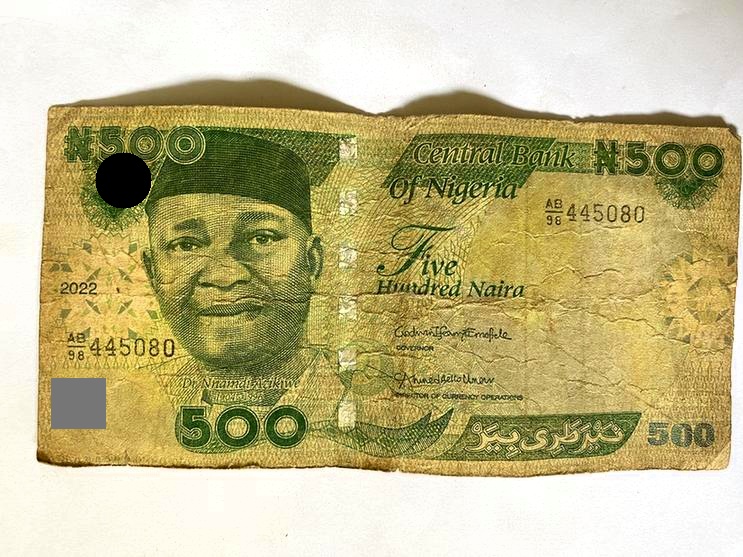 ₦500
Central Bank
₦500
Of Nigeria
AB
98 445080
Five
Hundred Naira
2022
AB
98 445080
GOVERNOR
DIRECTOR OF CURRENCY OPERATIONS
Dr Nnamdi Azikiwe
500
نَيْرَ دَرِی بِيَرْ
500